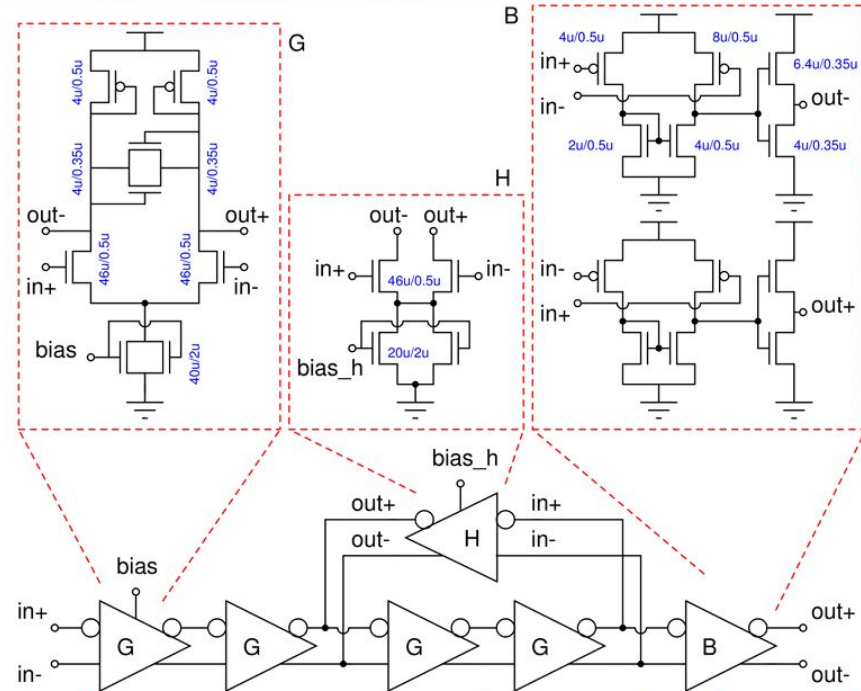 G
4u/0.5u
4u/0.5u
4u/0.35u
4u/0.35u
out-
out+
46u/0.5u
46u/0.5u
in+
in-
bias
40u/2u
H
out-
out+
in+
in-
46u/0.5u
bias_h
20u/2u
B
4u/0.5u
8u/0.5u
in+
in-
6.4u/0.35u
out-
2u/0.5u
4u/0.5u
4u/0.35u
in-
in+
out+
bias_h
out+
in+
out-
in-
H
bias
in+
in-
G
G
G
G
B
out+
out-